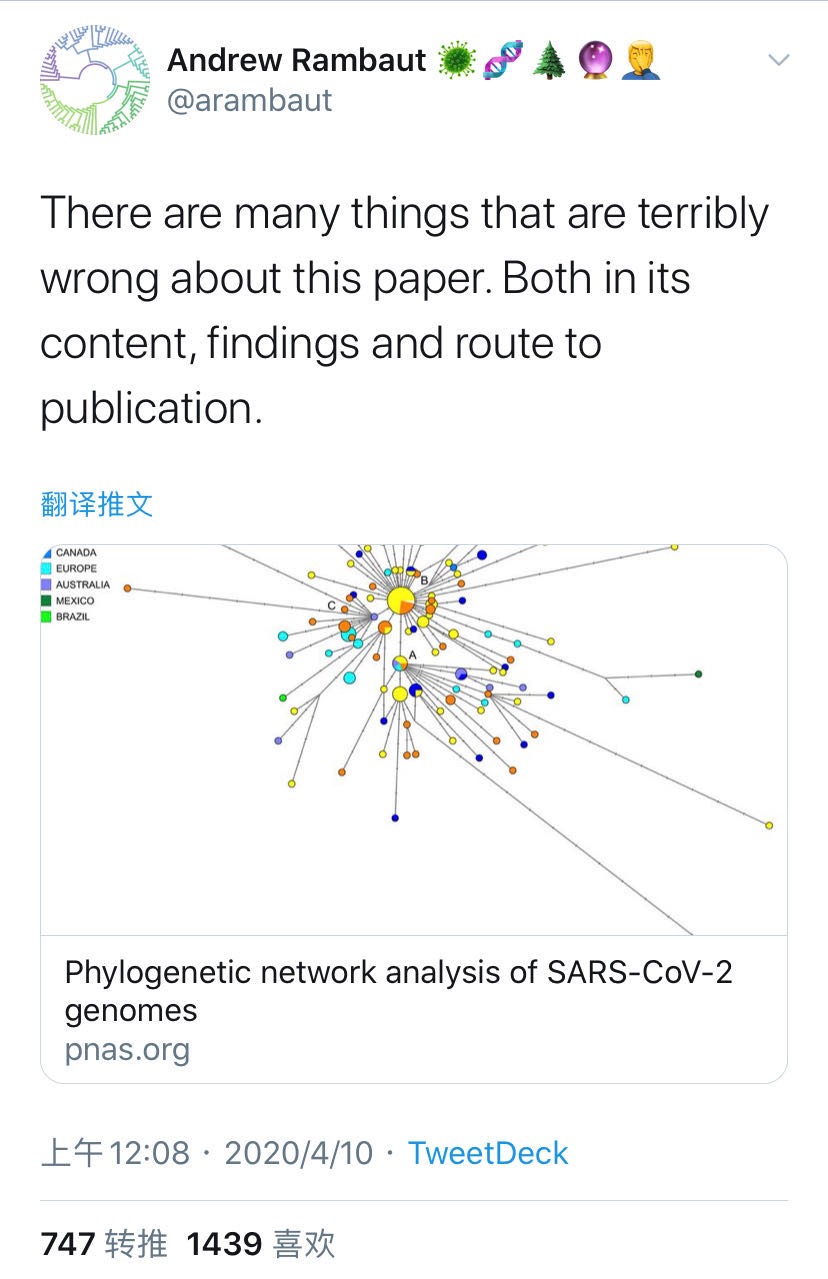 Andrew Rambaut 🦠🧬🌲🔮🤦
@arambaut
There are many things that are terribly
wrong about this paper. Both in its
content, findings and route to
publication.
翻译推文
CANADA
EUROPE
AUSTRALIA
MEXICO
BRAZIL
B
C
A
Phylogenetic network analysis of SARS-CoV-2
genomes
pnas.org
上午12:08 · 2020/4/10 · TweetDeck
747 转推 1439 喜欢